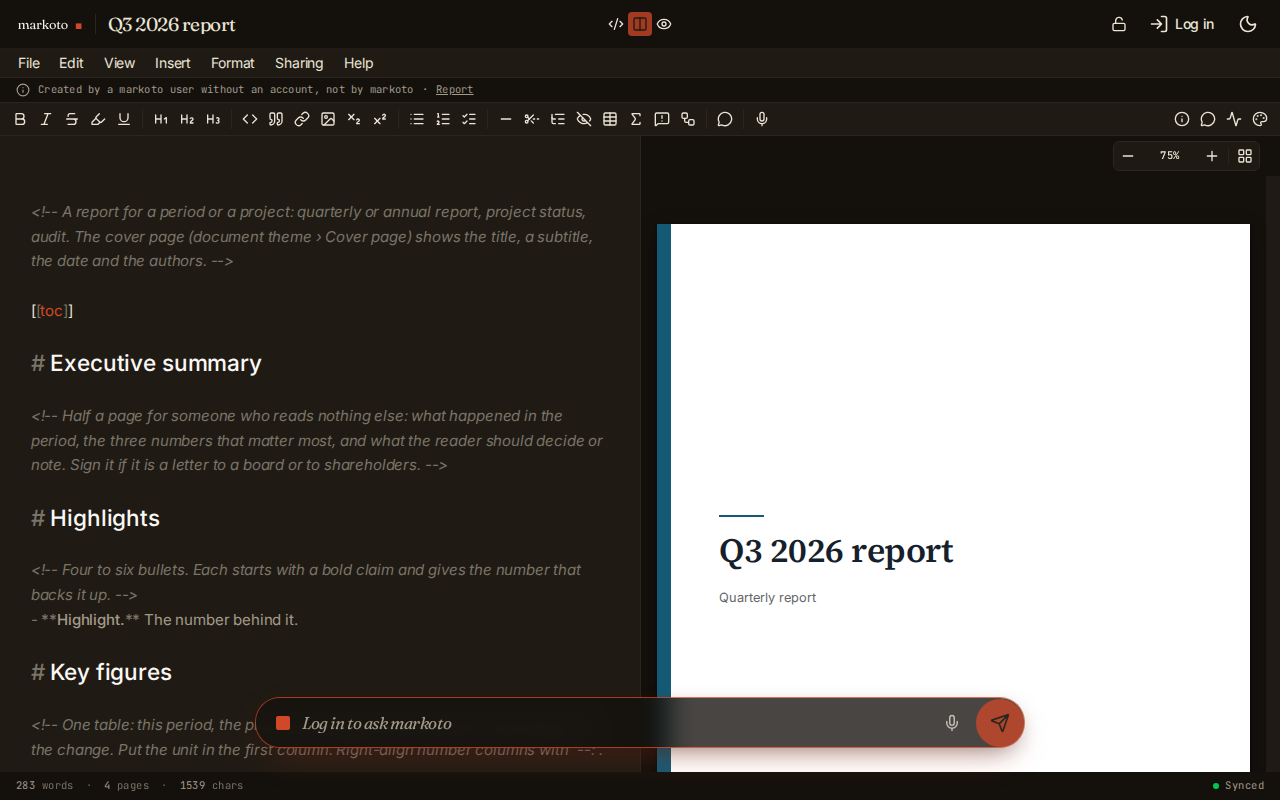 markoto
Q3 2026 report
Log in
File Edit View Insert Format Sharing Help
Created by a markoto user without an account, not by markoto · Report
H1 H2 H3
75%
<!-- A report for a period or a project: quarterly or annual report, project status,
audit. The cover page (document theme › Cover page) shows the title, a subtitle,
the date and the authors. -->
[[toc]]
# Executive summary
<!-- Half a page for someone who reads nothing else: what happened in the
period, the three numbers that matter most, and what the reader should decide or
note. Sign it if it is a letter to a board or to shareholders. -->
# Highlights
<!-- Four to six bullets. Each starts with a bold claim and gives the number that
backs it up. -->
- **Highlight.** The number behind it.
# Key figures
<!-- One table: this period, the p
the change. Put the unit in the first column. Right-align number columns with `--:`.
Q3 2026 report
Quarterly report
Log in to ask markoto
283 words · 4 pages · 1539 chars
Synced